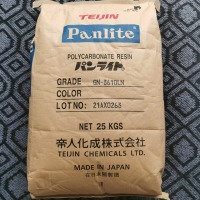 TEIJIN
Panlite
POLYCARBONATE RESIN
パンライト
GRADE
COLOR
LOT NO:
NET 25 KGS
帝人化成株式会社
TEIJIN CHEMICALS LTD.
MADE IN JAPAN